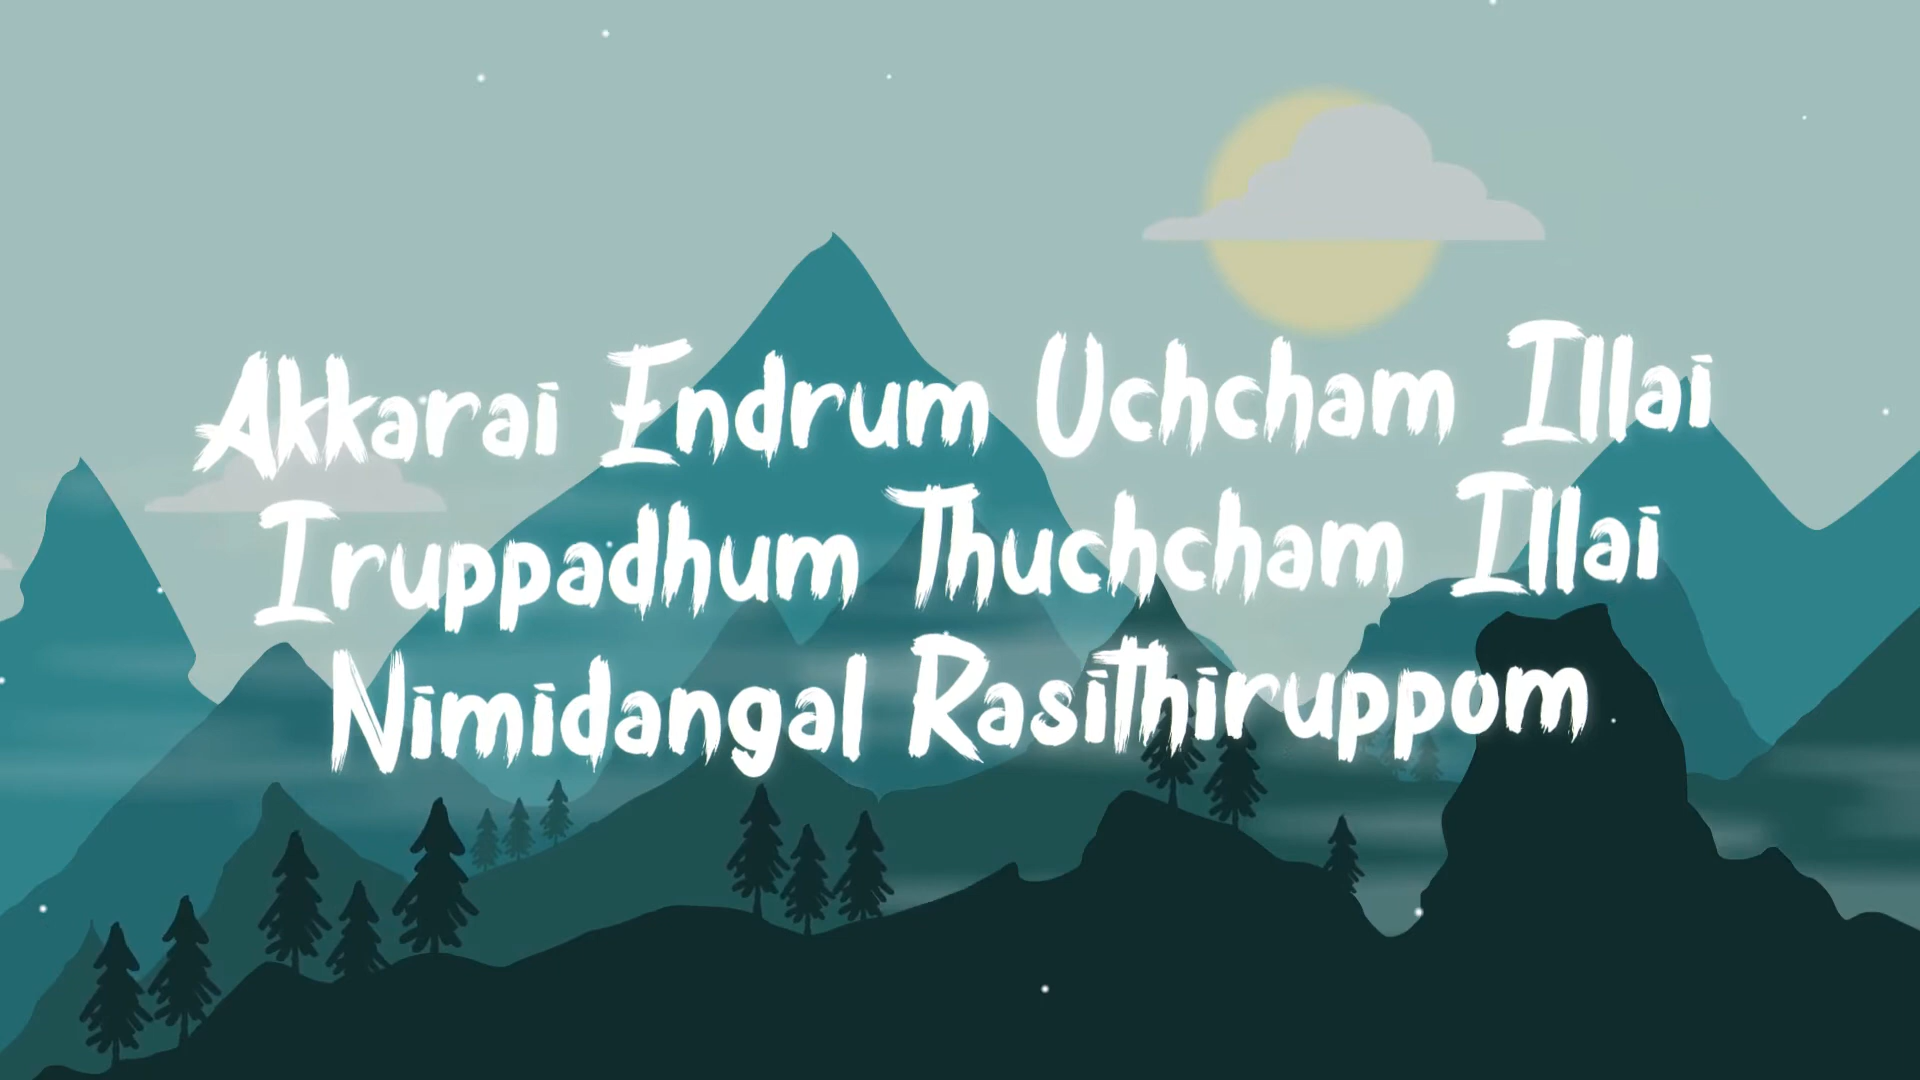 Akkarai Endrum Uchcham Illai
Iruppadhum Thuchcham Illai
Nimidangal Rasithiruppom